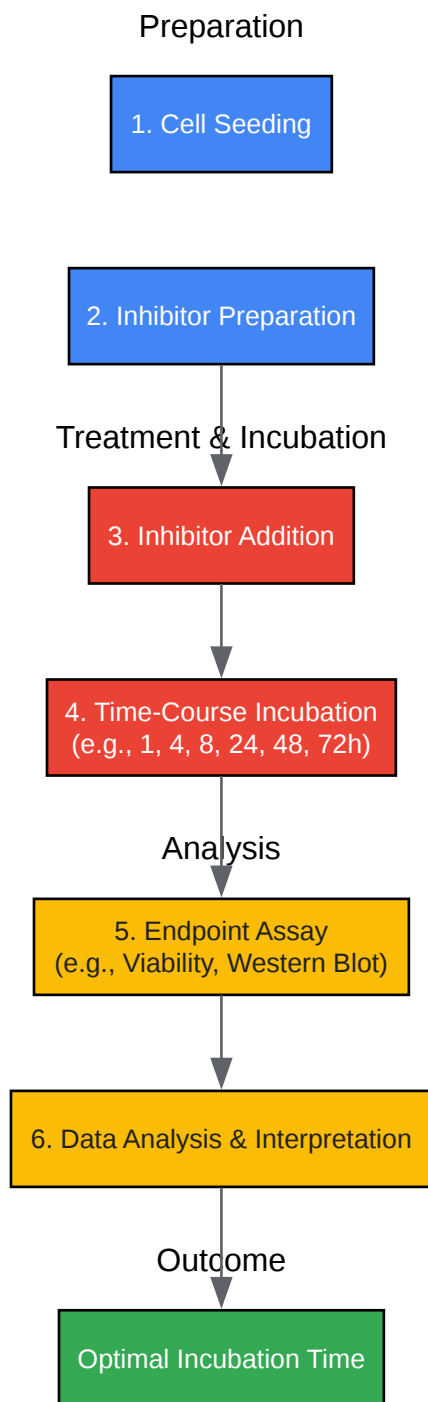 Preparation
1. Cell Seeding
2. Inhibitor Preparation
Treatment & Incubation
3. Inhibitor Addition
4. Time-Course Incubation
(e.g., 1, 4, 8, 24, 48, 72h)
Analysis
5. Endpoint Assay
(e.g., Viability, Western Blot)
6. Data Analysis & Interpretation
Outcome
Optimal Incubation Time